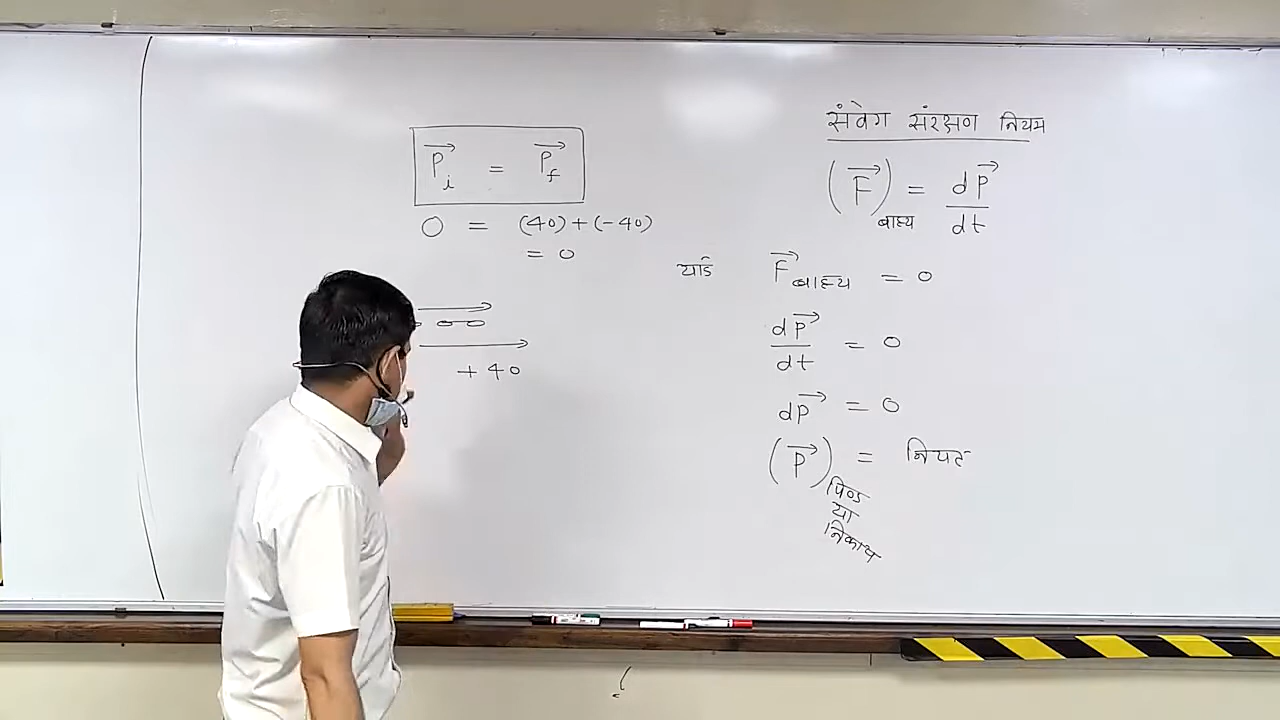 संवेग संरक्षण नियम
(F⃗)बाह्य = dP⃗/dt
यदि F⃗बाह्य = 0
dP⃗/dt = 0
dP⃗ = 0
(P⃗)पिण्ड या निकाय = नियत
P⃗i = P⃗f
0 = (40)+(-40)
= 0
+40